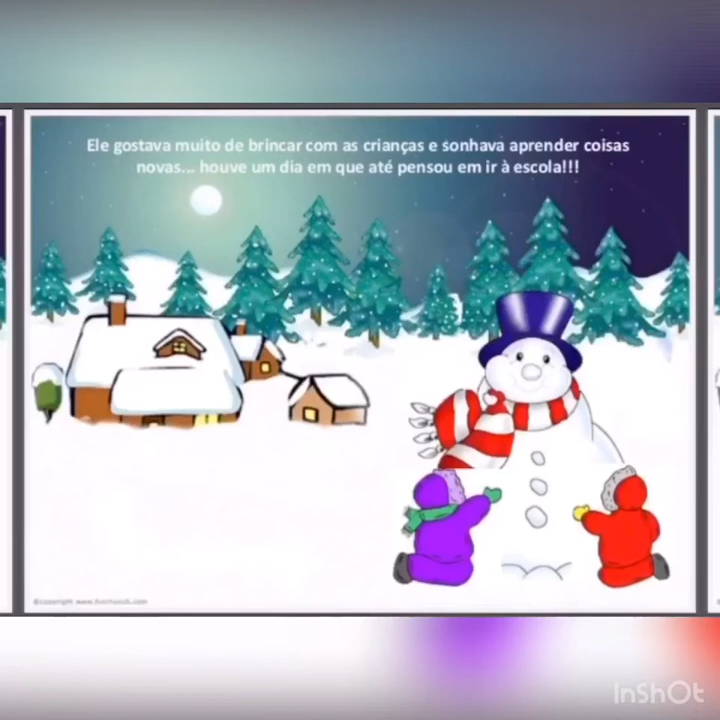 Ele gostava muito de brincar com as crianças e sonhava aprender coisas
novas... houve um dia em que até pensou em ir à escola!!!
InShOt